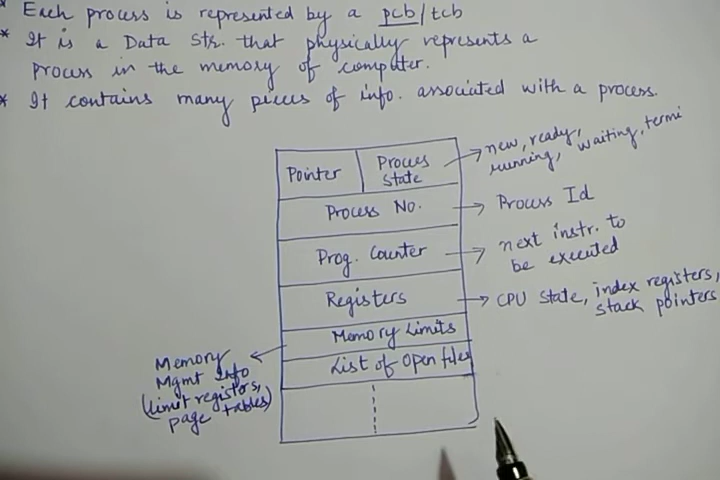 * Each process is represented by a pcb/tcb
* It is a Data Str. that physically represents a
process in the memory of computer.
* It contains many pieces of info. associated with a process.
Pointer
Process
State
→ new, ready,
running, waiting, termi
Process No.
→ Process Id
Prog. Counter
→ next instr. to
be executed
Registers
→ CPU state, index registers,
stack pointers
Memory Limits
Memory
Mgmt Info
(limit registers,
page tables)
List of Open files